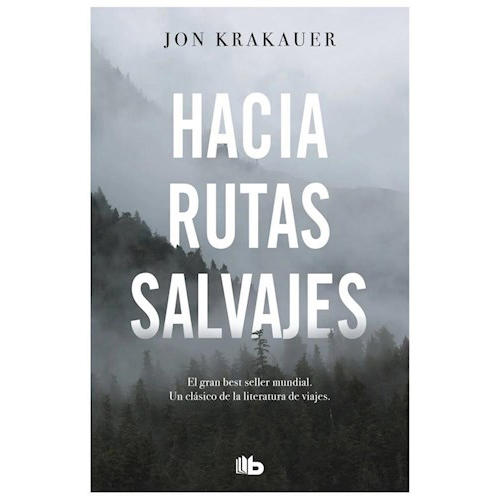 JON KRAKAUER
HACIA
RUTAS
SALVAJES
El gran best seller mundial.
Un clásico de la literatura de viajes.
b